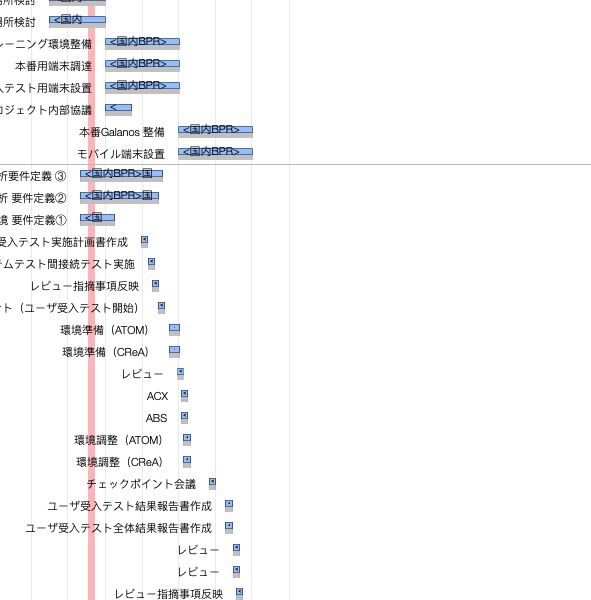 所検討
<国内
所検討
<国内
レーニング環境整備
<国内BPR>
本番用端末調達
<国内BPR>
入テスト用端末設置
<国内BPR>
ロジェクト内部協議
<
本番Galanos 整備
<国内BPR>
モバイル端末設置
<国内BPR>
析要件定義 ③
<国内BPR>国
析 要件定義②
<国内BPR>国
境 要件定義①
<国
受入テスト実施計画書作成
<
テムテスト間接続テスト実施
<
レビュー指摘事項反映
<
ント（ユーザ受入テスト開始）
<
環境準備（ATOM）
環境準備（CReA）
レビュー
<
ACX
<
ABS
<
環境調整（ATOM）
<
環境調整（CReA）
<
チェックポイント会議
<
ユーザ受入テスト結果報告書作成
<
ユーザ受入テスト全体結果報告書作成
<
レビュー
<
レビュー
<
レビュー指摘事項反映
<